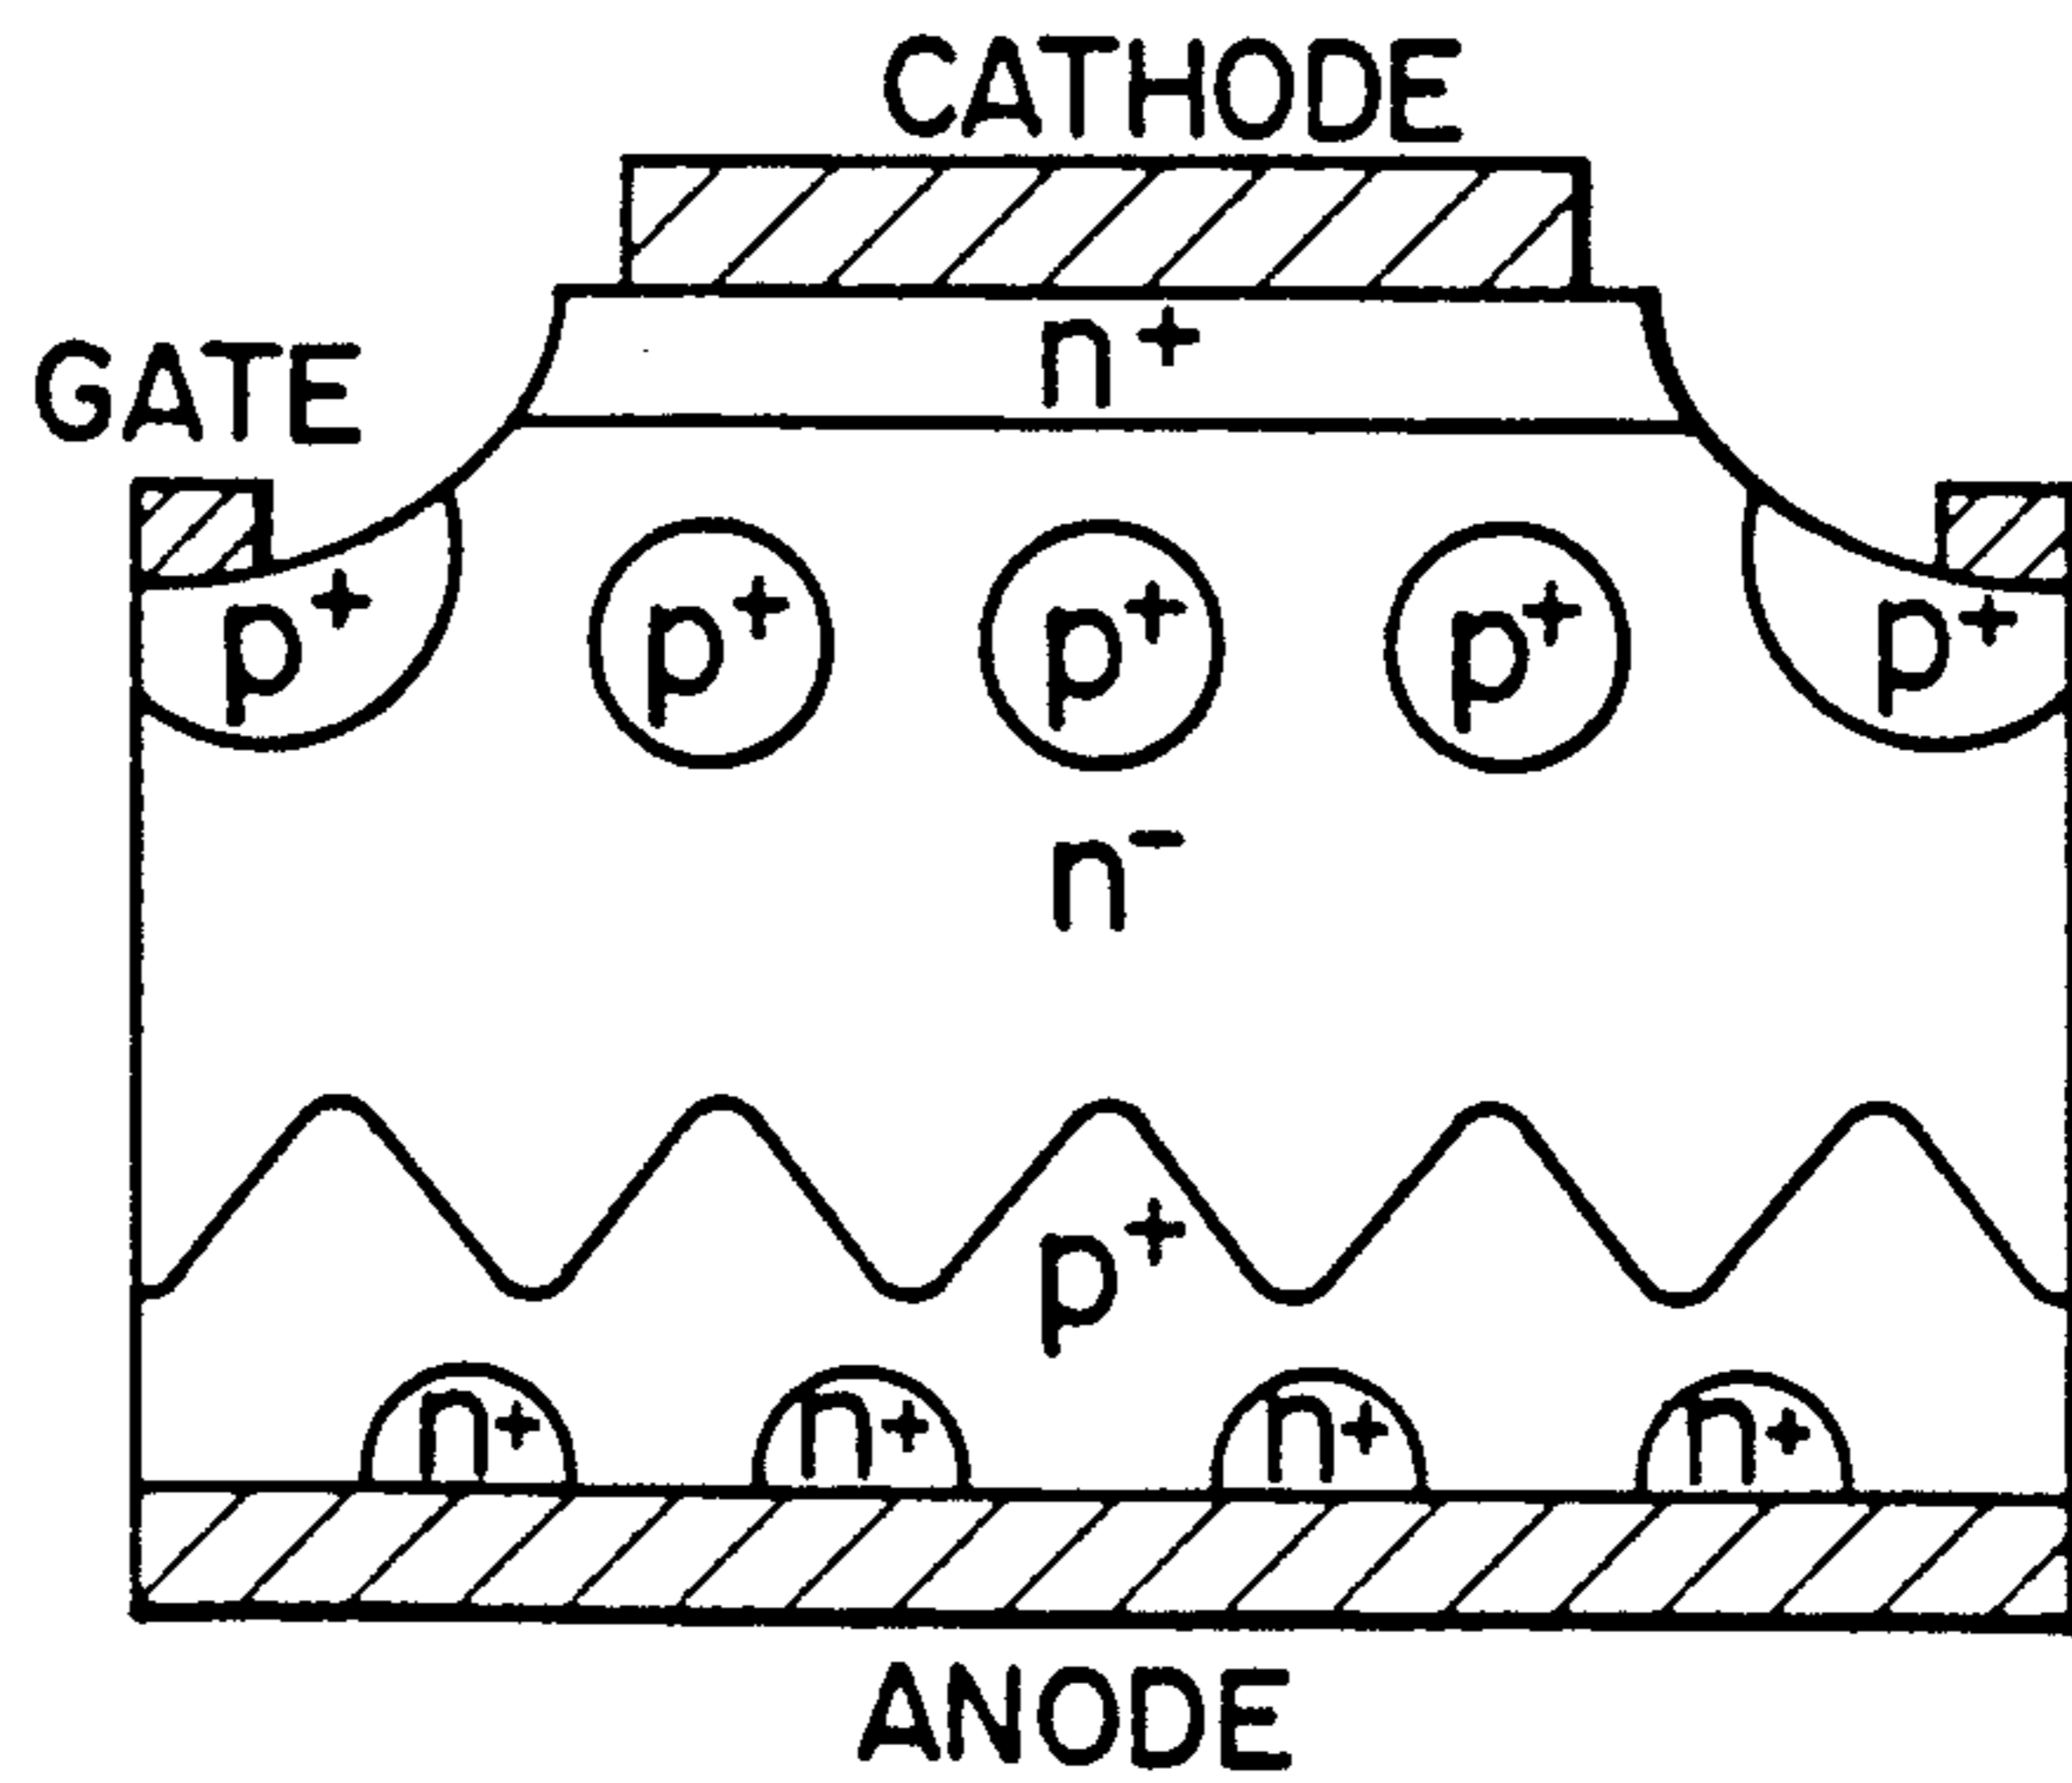 CATHODE
n⁺
GATE
p⁺ p⁺ p⁺ p⁺ p⁺
n⁻
p⁺
n⁺ n⁺ n⁺ n⁺
ANODE